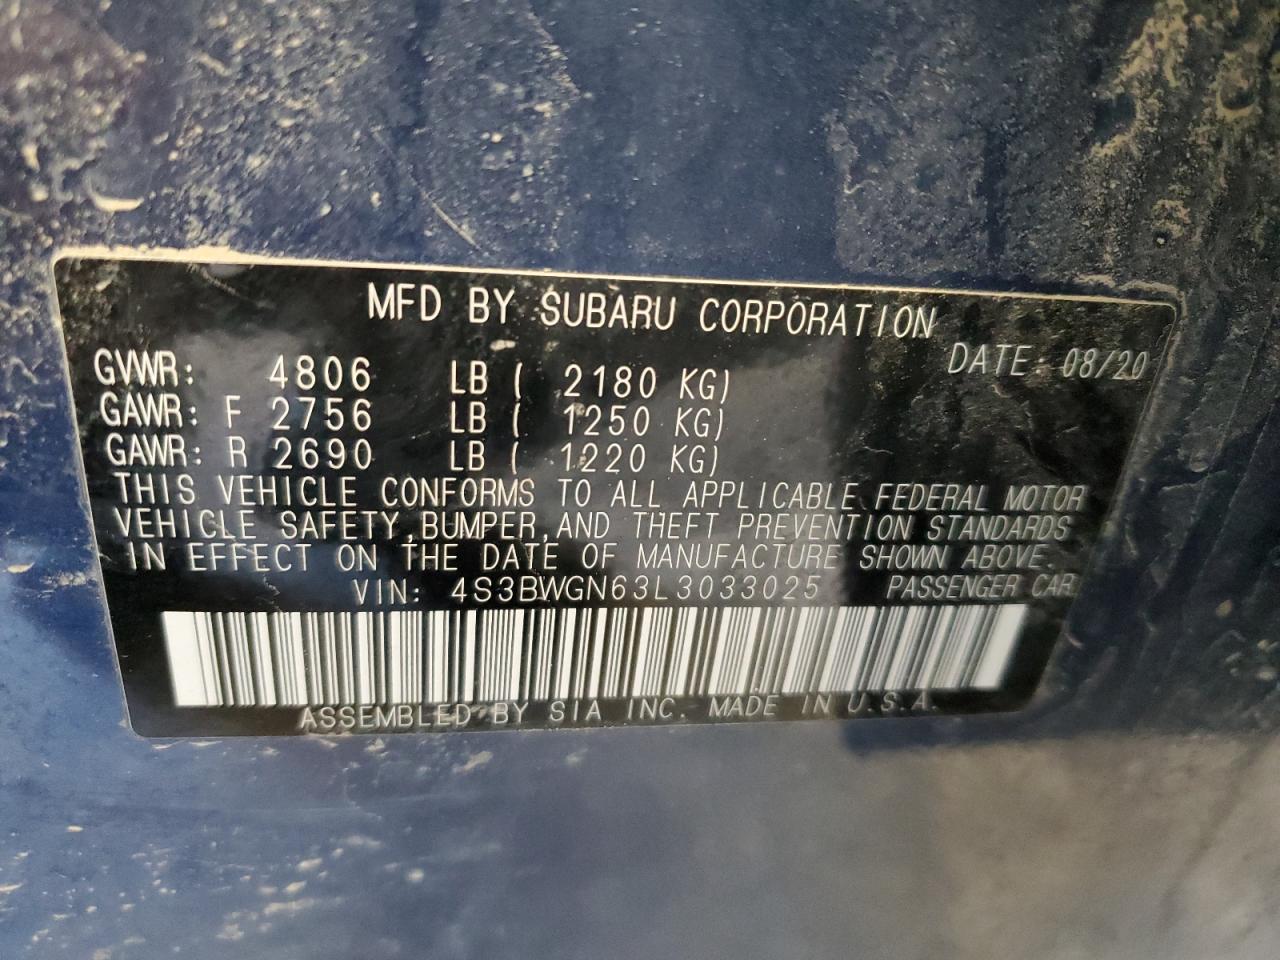 MFD BY SUBARU CORPORATION
DATE: 08/20
GVWR: 4806 LB ( 2180 KG)
GAWR: F 2756 LB ( 1250 KG)
GAWR: R 2690 LB ( 1220 KG)
THIS VEHICLE CONFORMS TO ALL APPLICABLE FEDERAL MOTOR
VEHICLE SAFETY,BUMPER,AND THEFT PREVENTION STANDARDS
IN EFFECT ON THE DATE OF MANUFACTURE SHOWN ABOVE.
VIN: 4S3BWGN63L3033025 PASSENGER CAR
ASSEMBLED BY SIA INC. MADE IN U.S.A.